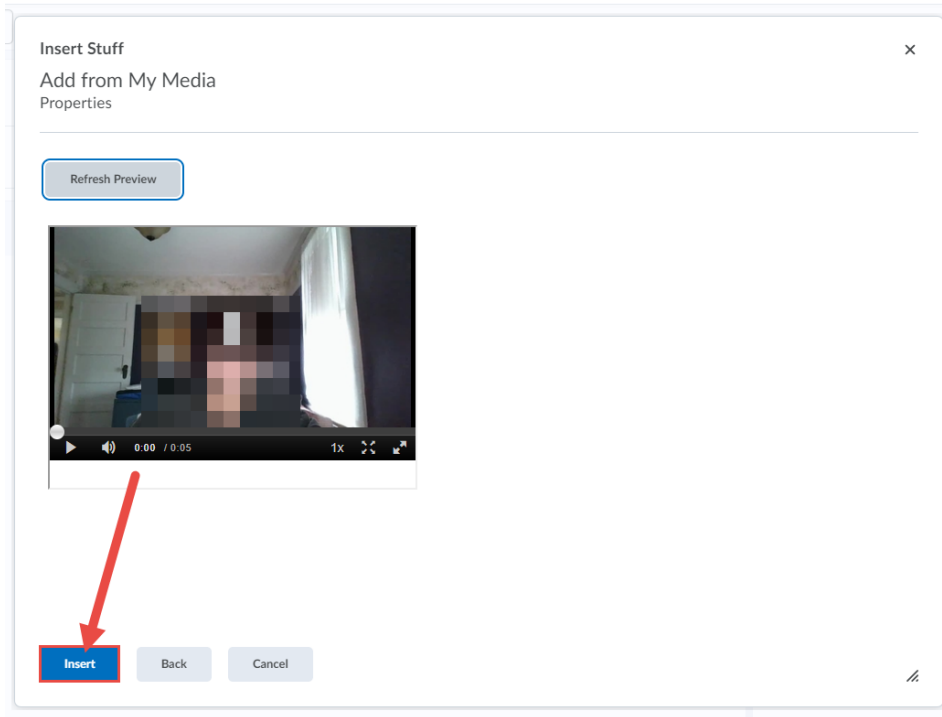 Insert Stuff
Add from My Media
Properties
Refresh Preview
0:00 / 0:05 1x
Insert Back Cancel